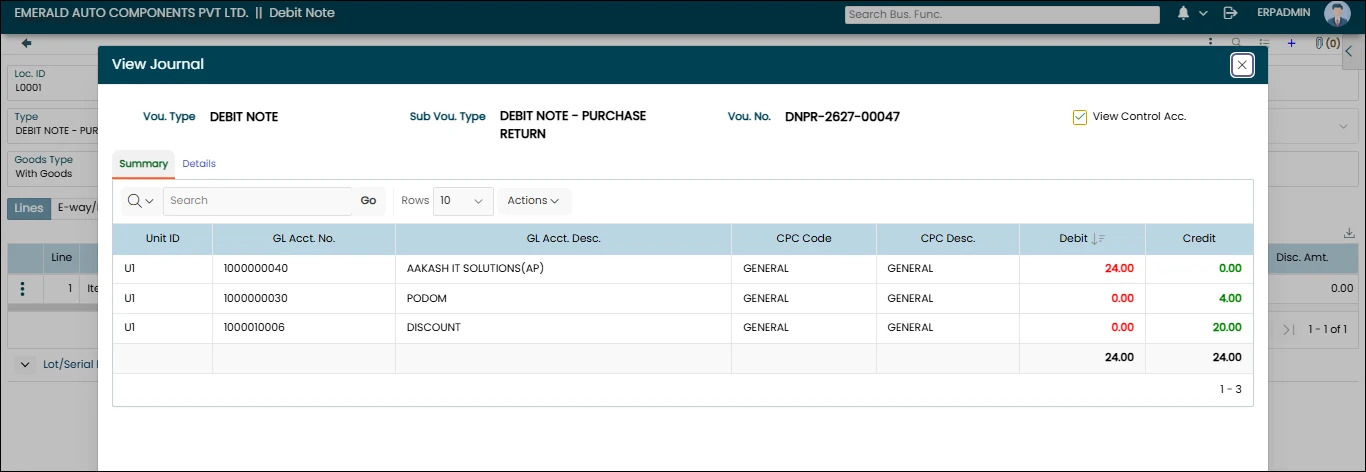 EMERALD AUTO COMPONENTS PVT LTD. || Debit Note
Search Bus. Func.
ERPADMIN
(0)
View Journal
Loc. ID
L0001
Vou. Type DEBIT NOTE
Sub Vou. Type DEBIT NOTE - PURCHASE
RETURN
Vou. No. DNPR-2627-00047
View Control Acc.
Type
DEBIT NOTE - PUR
Goods Type
With Goods
Summary Details
Search Go Rows 10 Actions
Lines E-way/
Unit ID GL Acct. No. GL Acct. Desc. CPC Code CPC Desc. Debit Credit
Line Disc. Amt.
U1 1000000040 AAKASH IT SOLUTIONS(AP) GENERAL GENERAL 24.00 0.00
1 Ite 0.00
U1 1000000030 PODOM GENERAL GENERAL 0.00 4.00
U1 1000010006 DISCOUNT GENERAL GENERAL 0.00 20.00
1 - 1 of 1
24.00 24.00
Lot/Serial
1 - 3